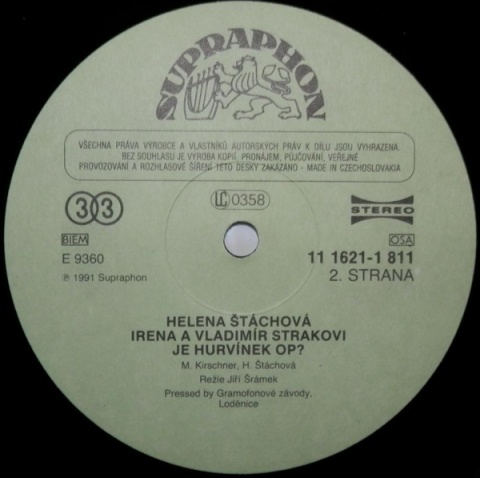 SUPRAPHON
VŠECHNA PRÁVA VÝROBCE A VLASTNÍKŮ AUTORSKÝCH PRÁV K DÍLU JSOU VYHRAZENA.
BEZ SOUHLASU JE VÝROBA KOPIÍ, PRONÁJEM, PŮJČOVÁNÍ, VEŘEJNÉ
PROVOZOVÁNÍ A ROZHLASOVÉ ŠÍŘENÍ TÉTO DESKY ZAKÁZÁNO - MADE IN CZECHOSLOVAKIA
33
LC 0358
STEREO
BIEM
OSA
E 9360
11 1621-1 811
℗ 1991 Supraphon
2. STRANA
HELENA ŠTÁCHOVÁ
IRENA A VLADIMÍR STRAKOVI
JE HURVÍNEK OP?
M. Kirschner, H. Štáchová
Režie Jiří Šrámek
Pressed by Gramofonové závody,
Loděnice